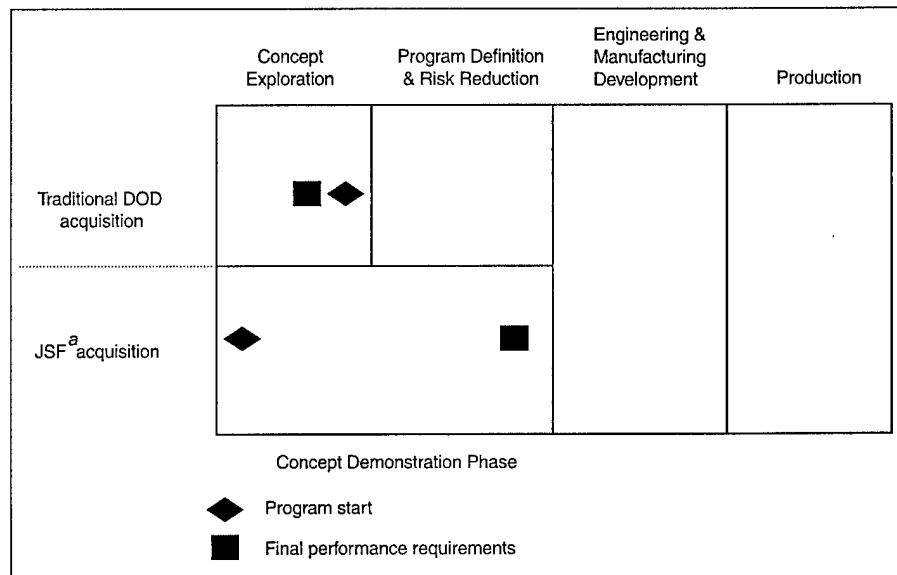 Concept
Exploration
Program Definition
& Risk Reduction
Engineering &
Manufacturing
Development
Production
Traditional DOD
acquisition
JSF a acquisition
Concept Demonstration Phase
Program start
Final performance requirements